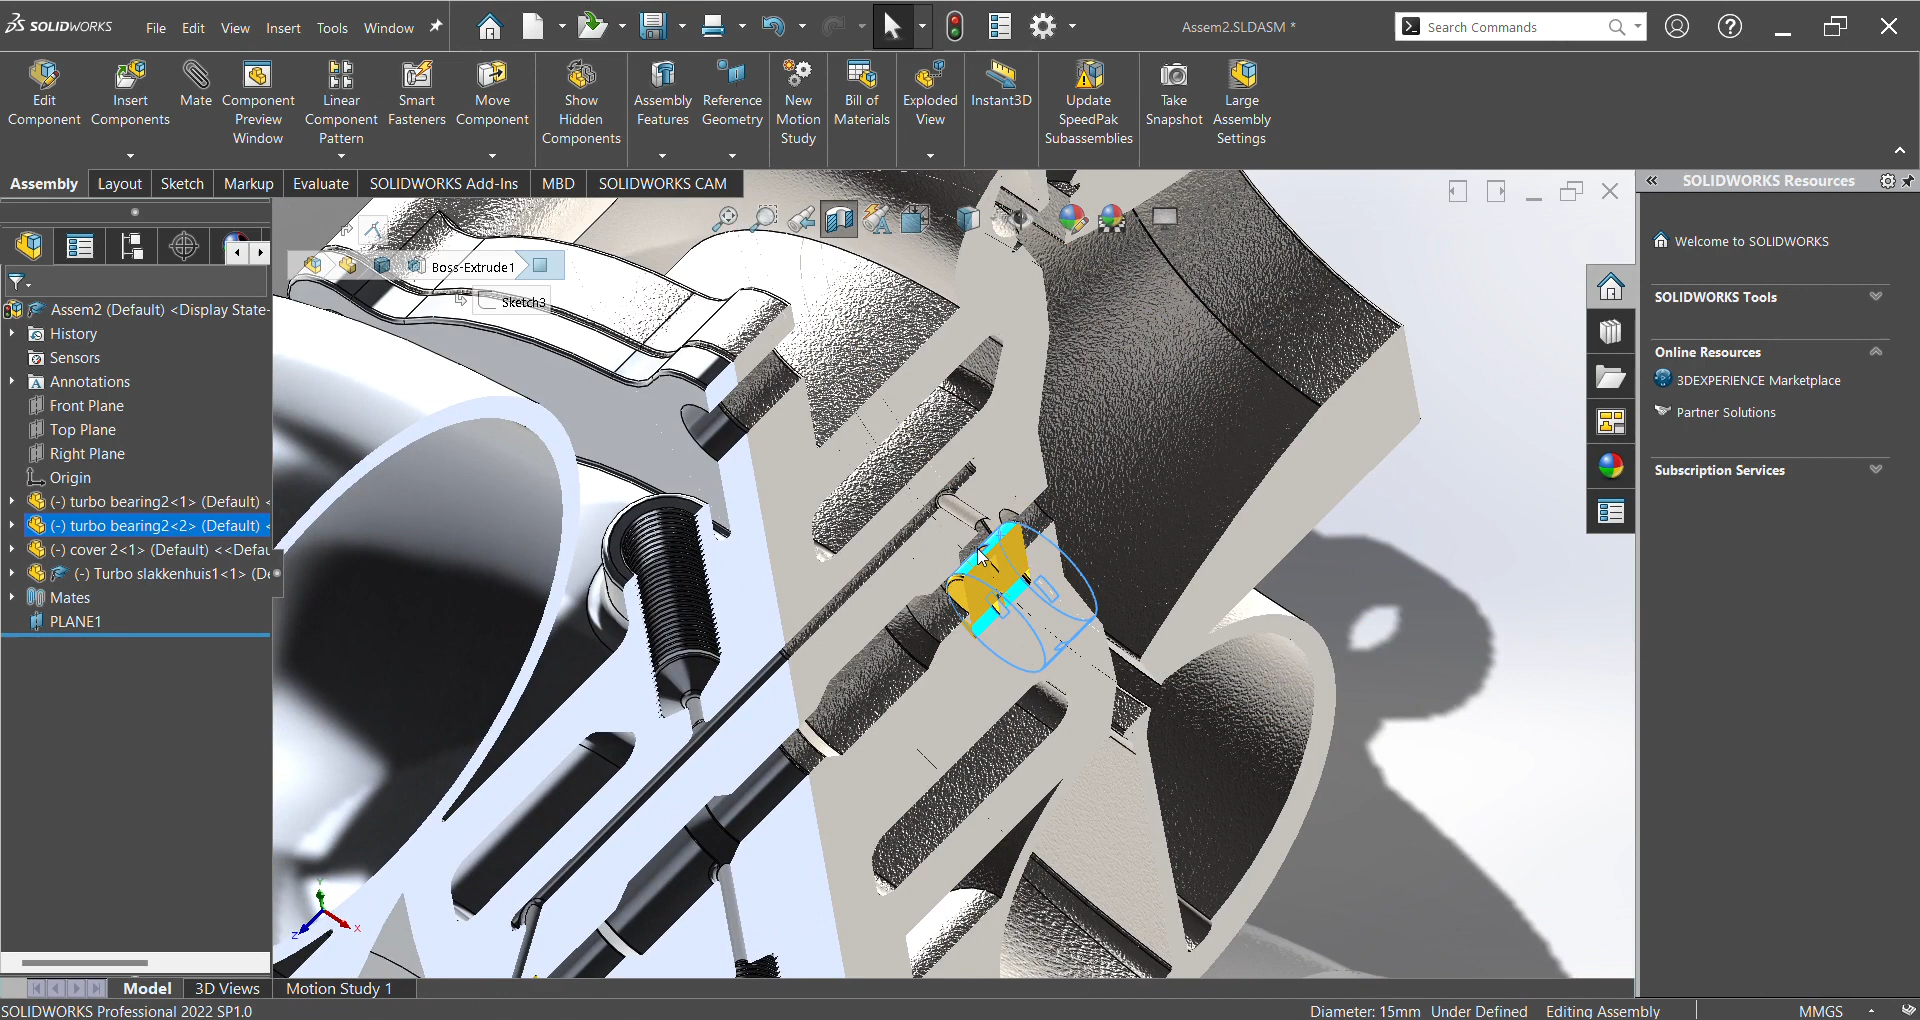 SOLIDWORKS File Edit View Insert Tools Window Assem2.SLDASM * Search Commands
Edit Component
Insert Components
Mate
Component Preview Window
Linear Component Pattern
Smart Fasteners
Move Component
Show Hidden Components
Assembly Features
Reference Geometry
New Motion Study
Bill of Materials
Exploded View
Instant3D
Update SpeedPak Subassemblies
Take Snapshot
Large Assembly Settings
Assembly Layout Sketch Markup Evaluate SOLIDWORKS Add-Ins MBD SOLIDWORKS CAM
SOLIDWORKS Resources
Boss-Extrude1
Sketch3
Assem2 (Default) <Display State-
History
Sensors
Annotations
Front Plane
Top Plane
Right Plane
Origin
(-) turbo bearing2<1> (Default) <
(-) turbo bearing2<2> (Default) <
(-) cover 2<1> (Default) <<Defau
(-) Turbo slakkenhuis1<1> (De
Mates
PLANE1
Welcome to SOLIDWORKS
SOLIDWORKS Tools
Online Resources
3DEXPERIENCE Marketplace
Partner Solutions
Subscription Services
Y
Z
X
Model 3D Views Motion Study 1
SOLIDWORKS Professional 2022 SP1.0 Diameter: 15mm Under Defined Editing Assembly MMGS